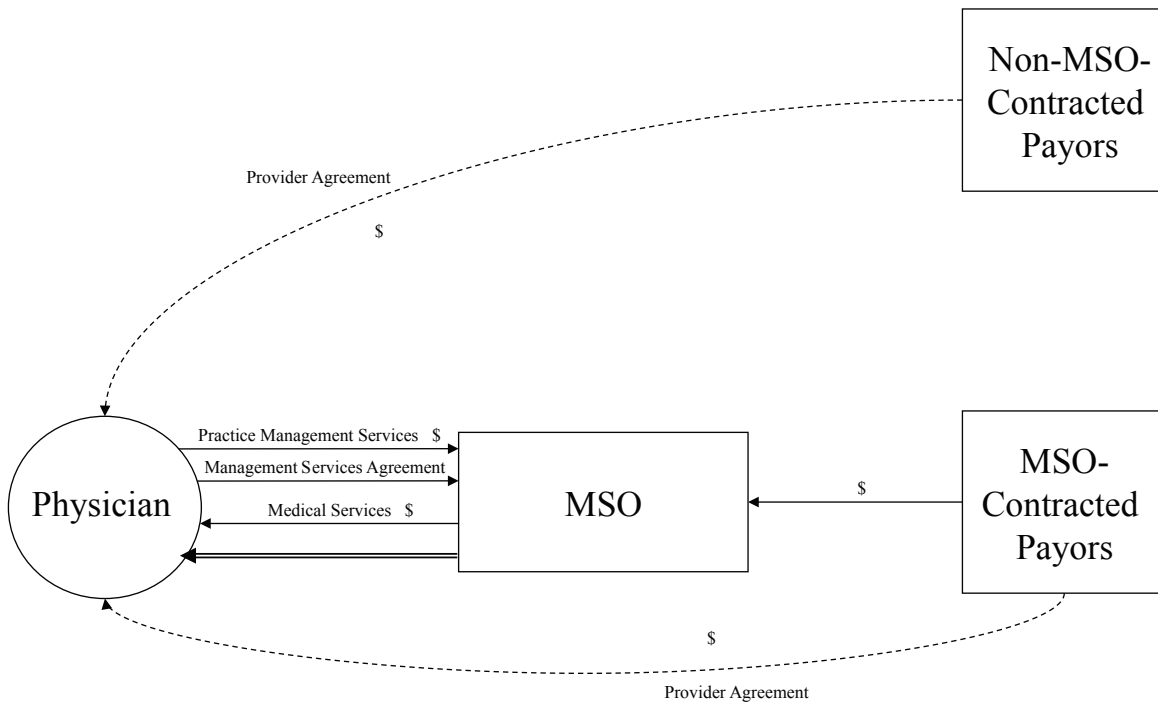 Non-MSO-
Contracted
Payors
Provider Agreement
$
Practice Management Services $
Management Services Agreement
Medical Services $
Physician
MSO
$
MSO-
Contracted
Payors
$
Provider Agreement